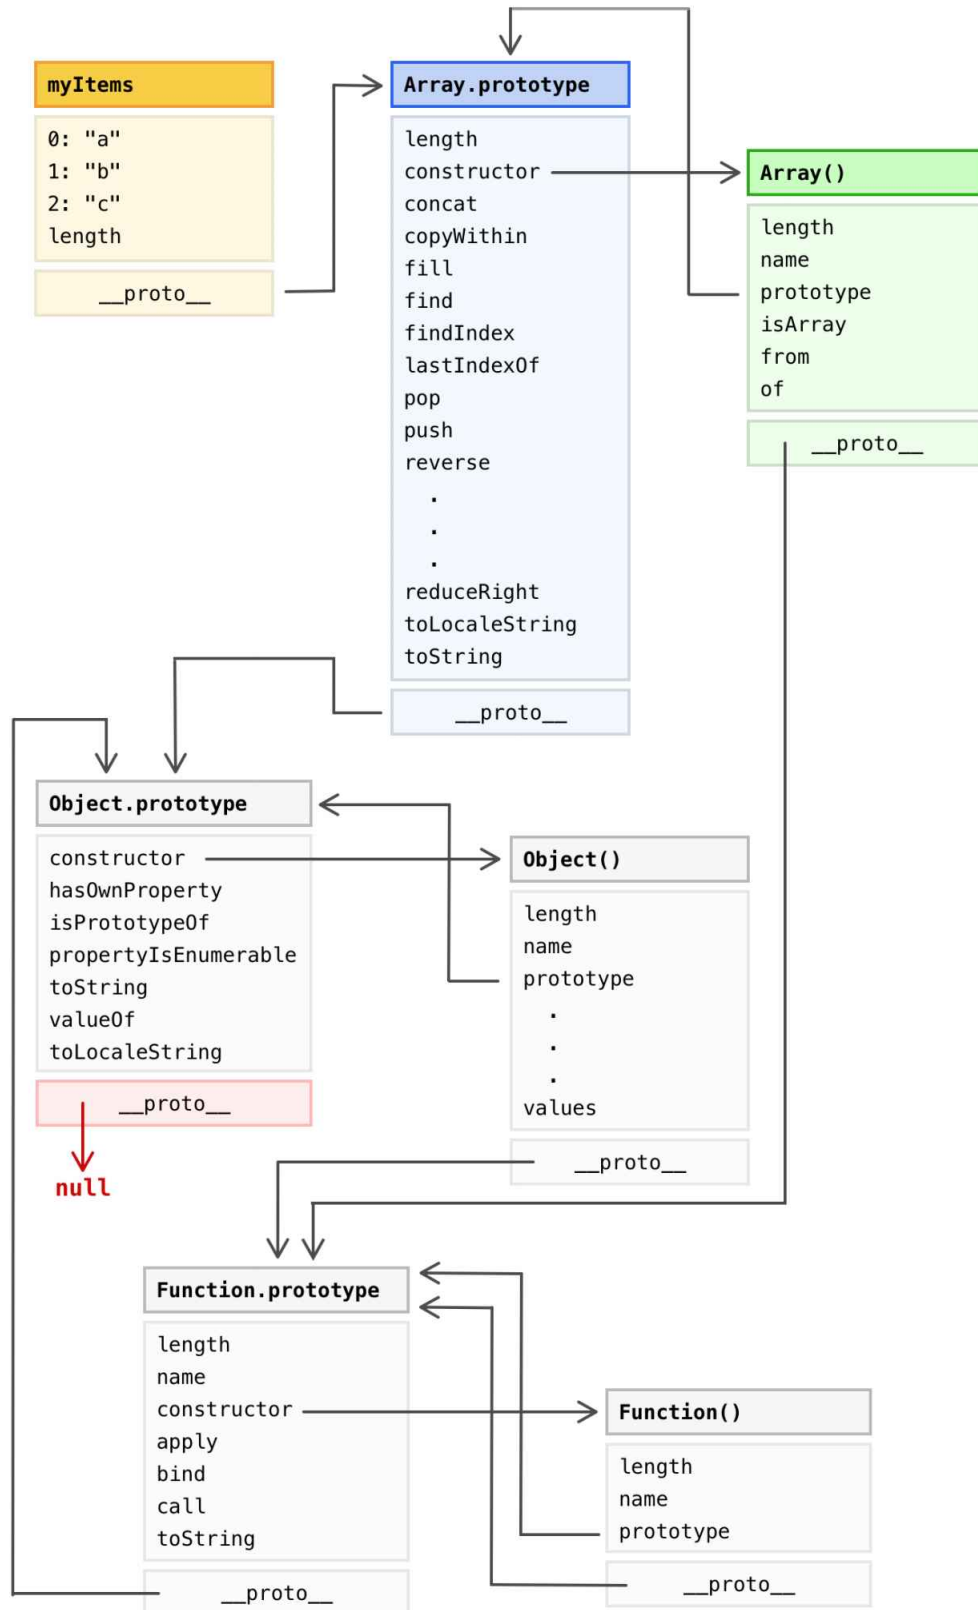 myItems
0: "a"
1: "b"
2: "c"
length
__proto__
Array.prototype
length
constructor
concat
copyWithin
fill
find
findIndex
lastIndexOf
pop
push
reverse
.
.
.
reduceRight
toLocaleString
toString
__proto__
Array()
length
name
prototype
isArray
from
of
__proto__
Object.prototype
constructor
hasOwnProperty
isPrototypeOf
propertyIsEnumerable
toString
valueOf
toLocaleString
__proto__
null
Object()
length
name
prototype
.
.
.
values
__proto__
Function.prototype
length
name
constructor
apply
bind
call
toString
__proto__
Function()
length
name
prototype
__proto__